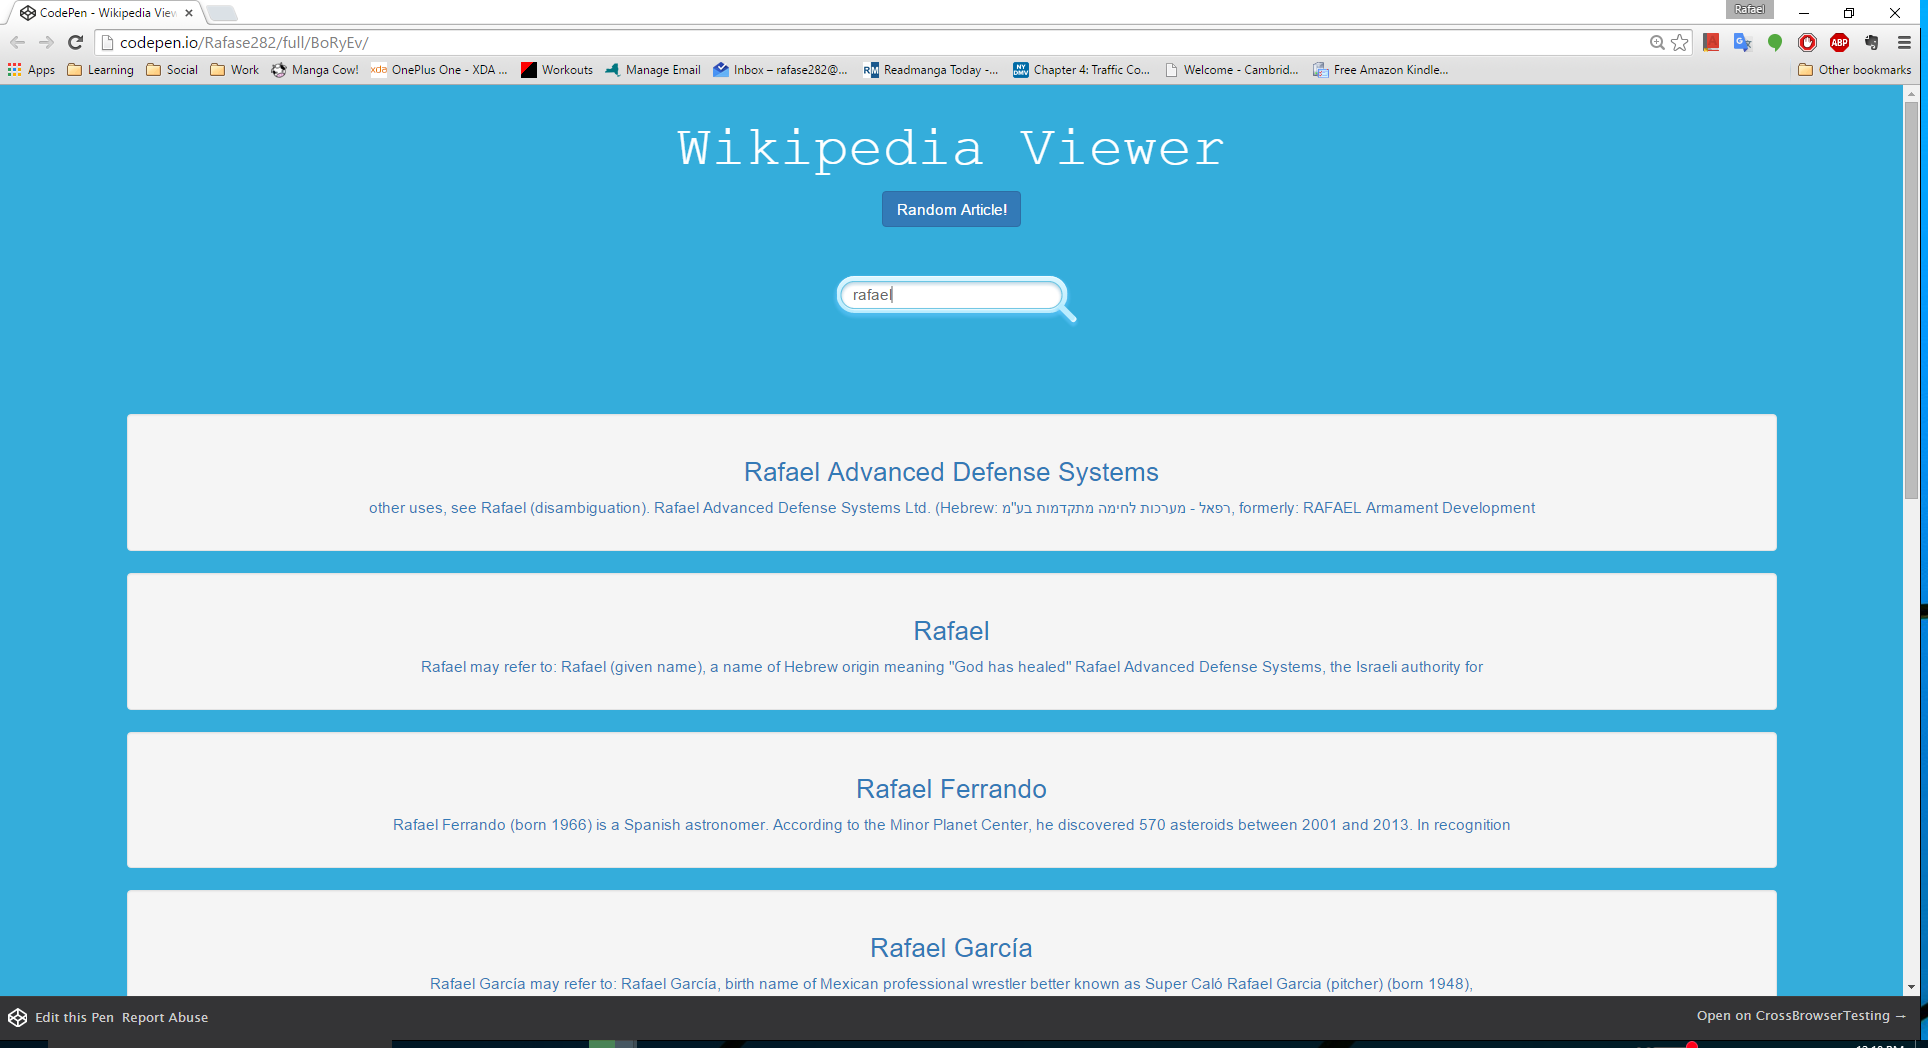 CodePen - Wikipedia View
Rafael
codepen.io/Rafase282/full/BoRyEv/
Apps Learning Social Work Manga Cow! xda OnePlus One - XDA ... Workouts Manage Email Inbox – rafase282@... RM Readmanga Today -... NY DMV Chapter 4: Traffic Co... Welcome - Cambrid... Free Amazon Kindle... Other bookmarks
Wikipedia Viewer
Random Article!
rafael
Rafael Advanced Defense Systems
other uses, see Rafael (disambiguation). Rafael Advanced Defense Systems Ltd. (Hebrew: רפאל - מערכות לחימה מתקדמות בע"מ, formerly: RAFAEL Armament Development
Rafael
Rafael may refer to: Rafael (given name), a name of Hebrew origin meaning "God has healed" Rafael Advanced Defense Systems, the Israeli authority for
Rafael Ferrando
Rafael Ferrando (born 1966) is a Spanish astronomer. According to the Minor Planet Center, he discovered 570 asteroids between 2001 and 2013. In recognition
Rafael García
Rafael García may refer to: Rafael García, birth name of Mexican professional wrestler better known as Super Caló Rafael Garcia (pitcher) (born 1948),
Edit this Pen Report Abuse
Open on CrossBrowserTesting →